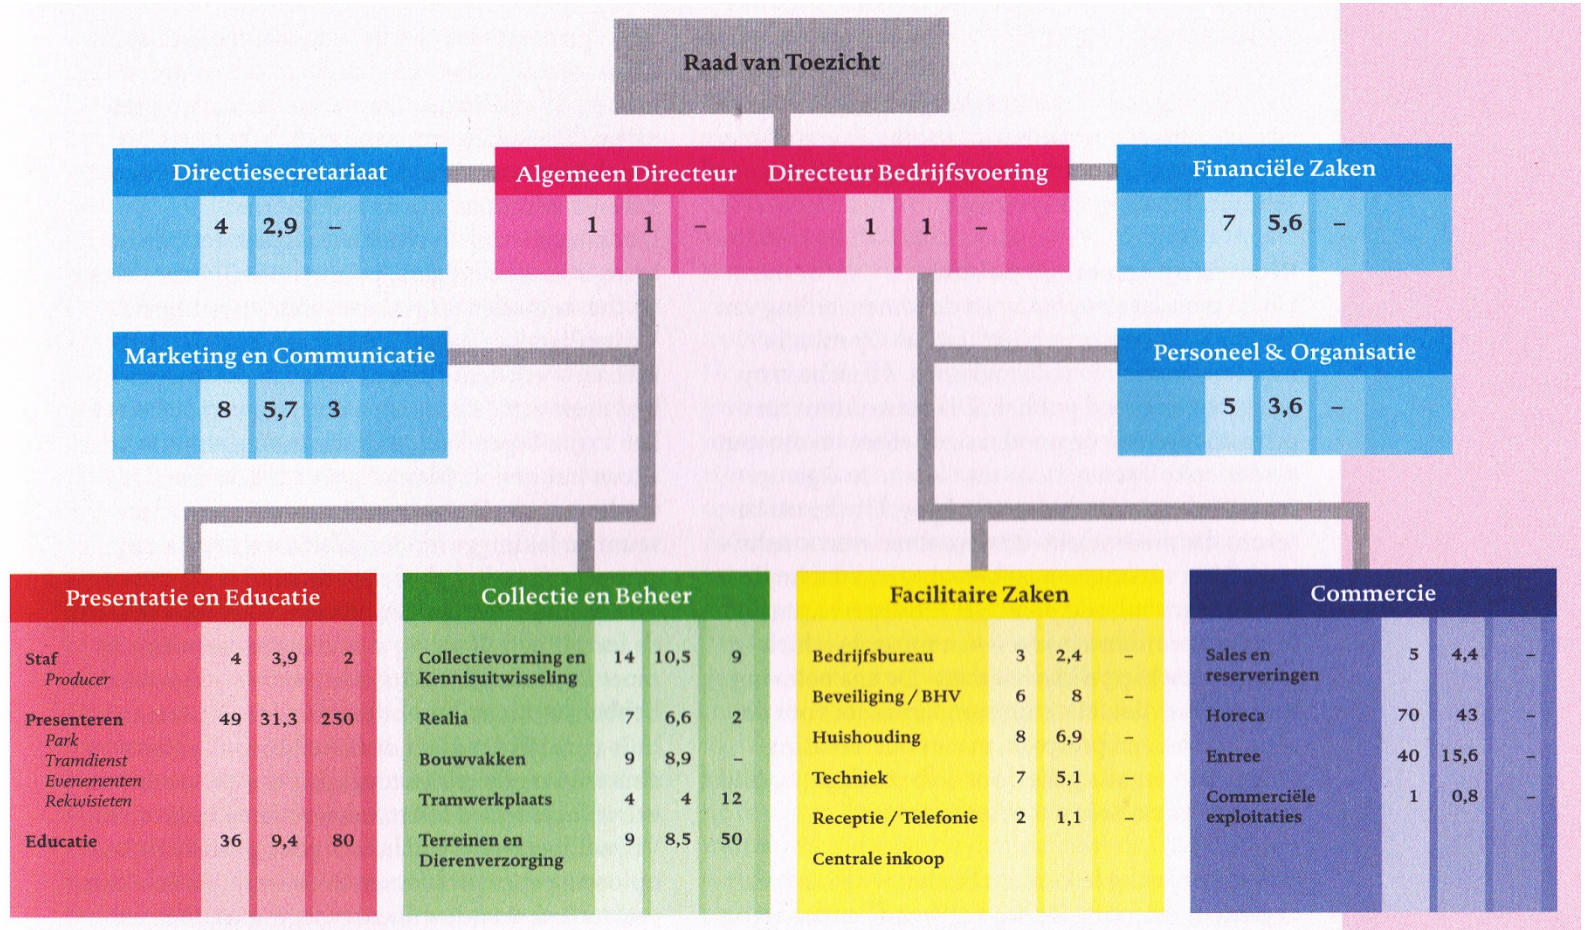 Raad van Toezicht
Directiesecretariaat
4 2,9 –
Algemeen Directeur
1 1 –
Directeur Bedrijfsvoering
1 1 –
Financiële Zaken
7 5,6 –
Marketing en Communicatie
8 5,7 3
Personeel & Organisatie
5 3,6 –
Presentatie en Educatie
Staf 4 3,9 2
Producer
Presenteren 49 31,3 250
Park
Tramdienst
Evenementen
Rekwisieten
Educatie 36 9,4 80
Collectie en Beheer
Collectievorming en 14 10,5 9
Kennisuitwisseling
Realia 7 6,6 2
Bouwvakken 9 8,9 –
Tramwerkplaats 4 4 12
Terreinen en 9 8,5 50
Dierenverzorging
Facilitaire Zaken
Bedrijfsbureau 3 2,4 –
Beveiliging / BHV 6 8 –
Huishouding 8 6,9 –
Techniek 7 5,1 –
Receptie / Telefonie 2 1,1 –
Centrale inkoop
Commercie
Sales en 5 4,4 –
reserveringen
Horeca 70 43 –
Entree 40 15,6 –
Commerciële 1 0,8 –
exploitaties